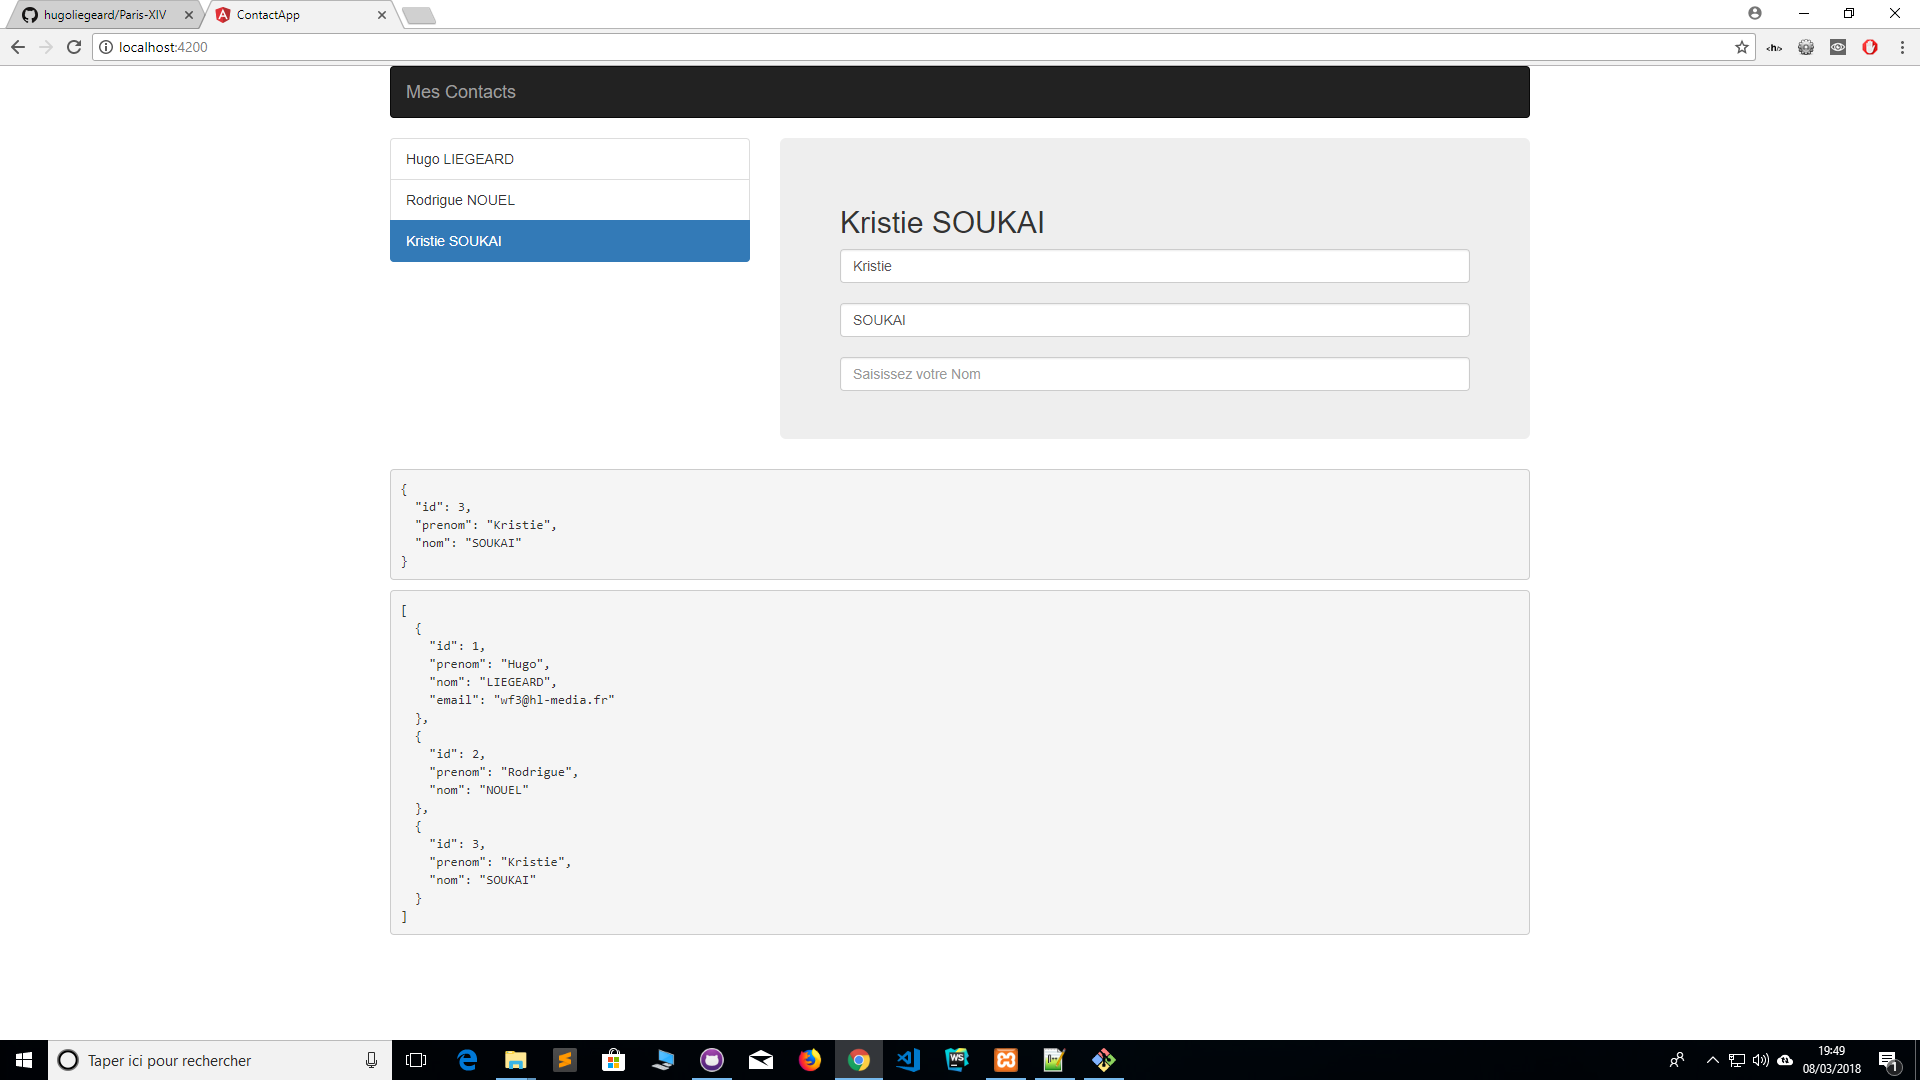 hugoliegeard/Paris-XIV
ContactApp
localhost:4200
<h/>
Mes Contacts
Hugo LIEGEARD
Rodrigue NOUEL
Kristie SOUKAI
Kristie SOUKAI
Kristie
SOUKAI
Saisissez votre Nom
{
  "id": 3,
  "prenom": "Kristie",
  "nom": "SOUKAI"
}
[
  {
    "id": 1,
    "prenom": "Hugo",
    "nom": "LIEGEARD",
    "email": "wf3@hl-media.fr"
  },
  {
    "id": 2,
    "prenom": "Rodrigue",
    "nom": "NOUEL"
  },
  {
    "id": 3,
    "prenom": "Kristie",
    "nom": "SOUKAI"
  }
]
Taper ici pour rechercher
WS
19:49
08/03/2018
1